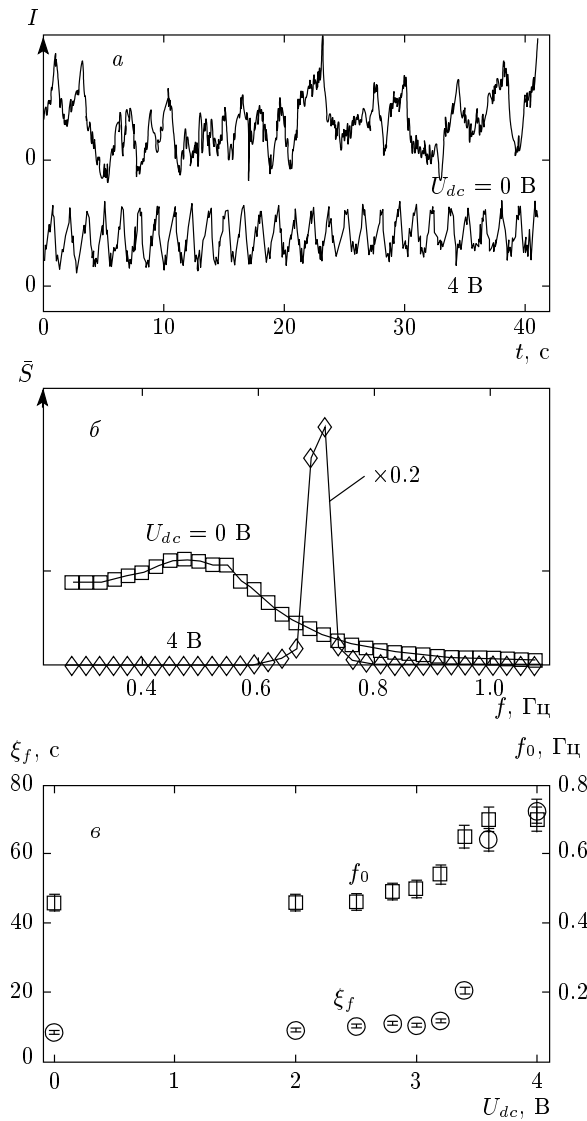 I
а
0
U_dc = 0 В
0
4 В
0 10 20 30 40
t, с
S̄
б
×0.2
U_dc = 0 В
4 В
0.4 0.6 0.8 1.0
f, Гц
ξ_f, с f_0, Гц
80 0.8
в
60 0.6
f_0
40 0.4
20 0.2
ξ_f
0
0 1 2 3 4
U_dc, В